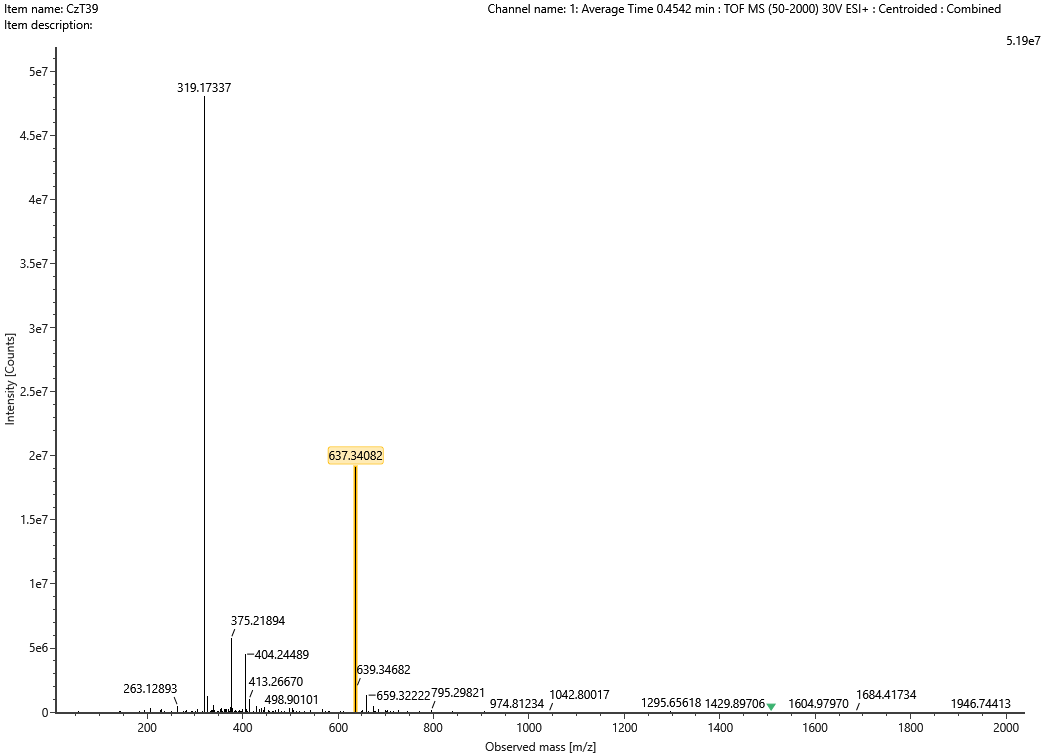 Item name: CzT39
Channel name: 1: Average Time 0.4542 min : TOF MS (50-2000) 30V ESI+ : Centroided : Combined
Item description:
5.19e7
5e7
319.17337
4.5e7
4e7
3.5e7
3e7
Intensity [Counts]
2.5e7
2e7
637.34082
1.5e7
1e7
375.21894
5e6
404.24489
639.34682
263.12893
413.26670
498.90101
659.32222
795.29821
974.81234
1042.80017
1295.65618
1429.89706
1604.97970
1684.41734
1946.74413
0
200
400
600
800
1000
1200
1400
1600
1800
2000
Observed mass [m/z]